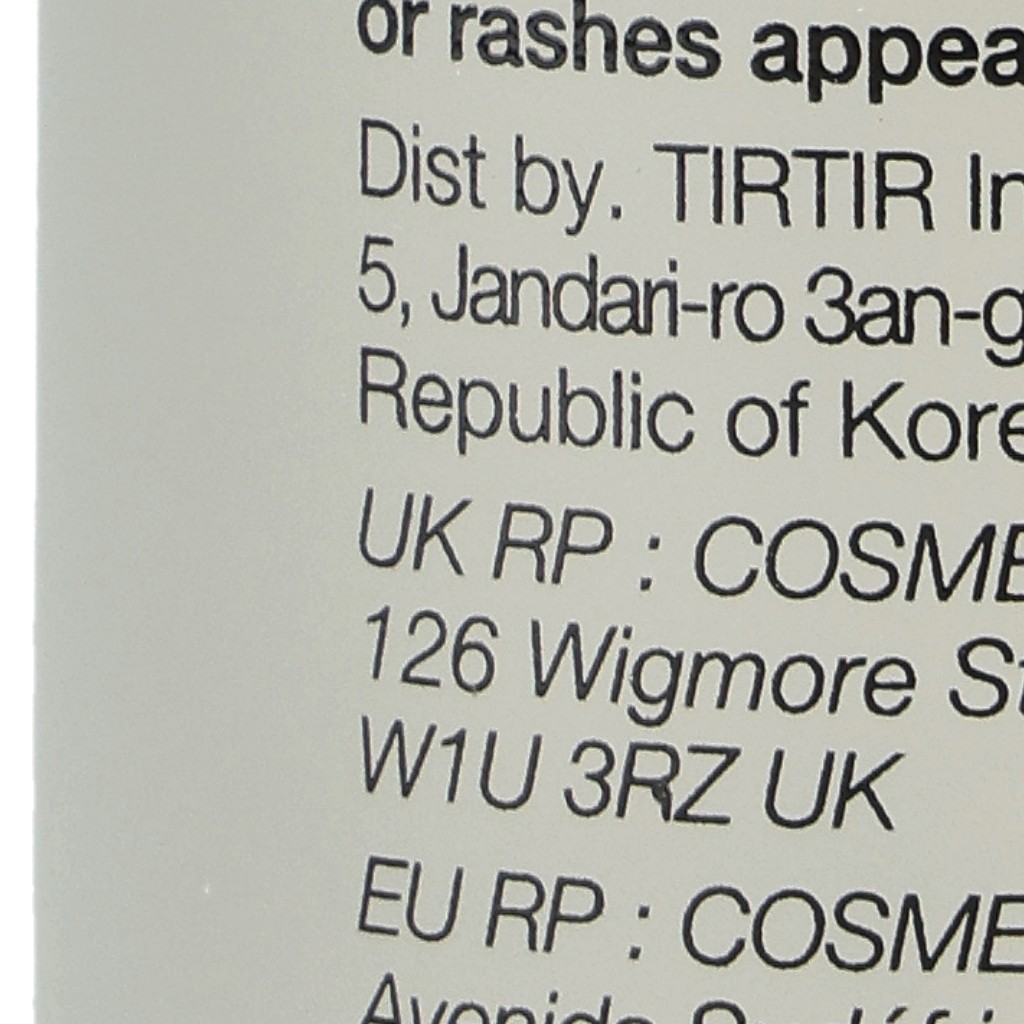 or rashes appea
Dist by. TIRTIR In
5, Jandari-ro 3an-g
Republic of Kore
UK RP : COSME
126 Wigmore St
W1U 3RZ UK
EU RP : COSME